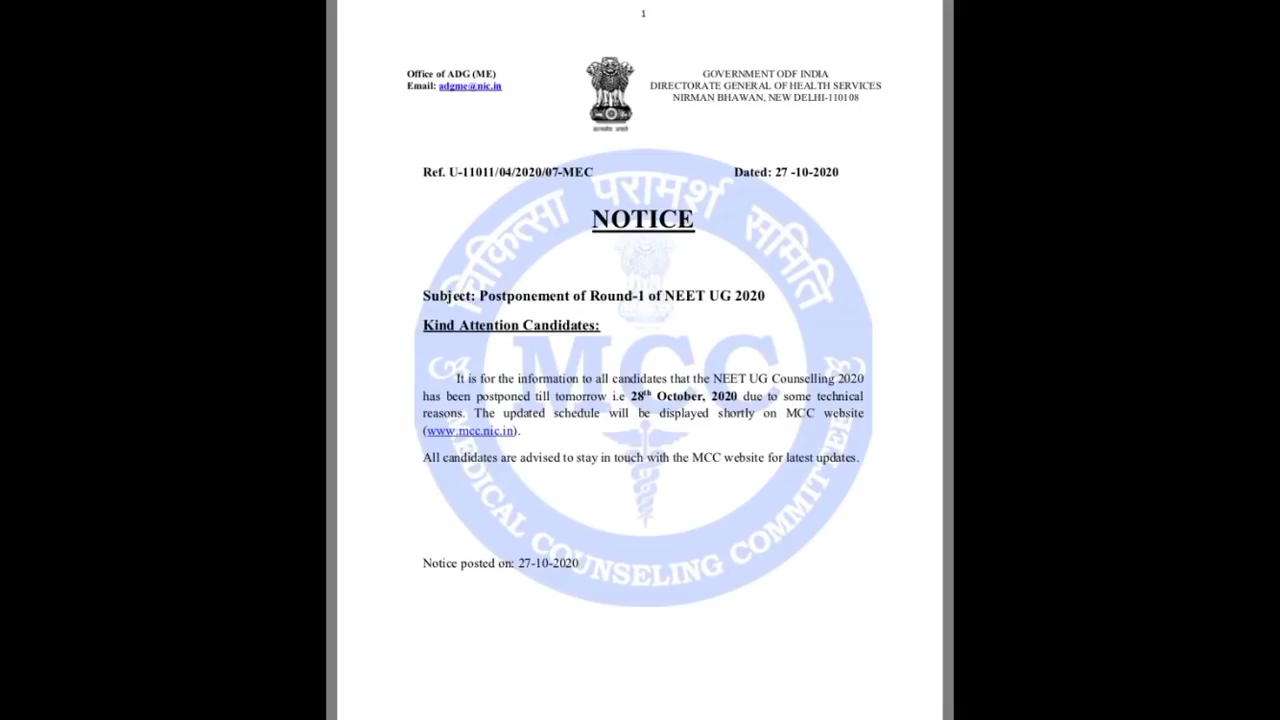 1
Office of ADG (ME)
Email: adgme@nic.in
सत्यमेव जयते
GOVERNMENT ODF INDIA
DIRECTORATE GENERAL OF HEALTH SERVICES
NIRMAN BHAWAN, NEW DELHI-110108
Ref. U-11011/04/2020/07-MEC
Dated: 27 -10-2020
चिकित्सा परामर्श समिति
NOTICE
Subject: Postponement of Round-1 of NEET UG 2020
Kind Attention Candidates:
MCC
It is for the information to all candidates that the NEET UG Counselling 2020
has been postponed till tomorrow i.e 28th October, 2020 due to some technical
reasons. The updated schedule will be displayed shortly on MCC website
(www.mcc.nic.in).
All candidates are advised to stay in touch with the MCC website for latest updates.
MEDICAL COUNSELING COMMITTEE
Notice posted on: 27-10-2020